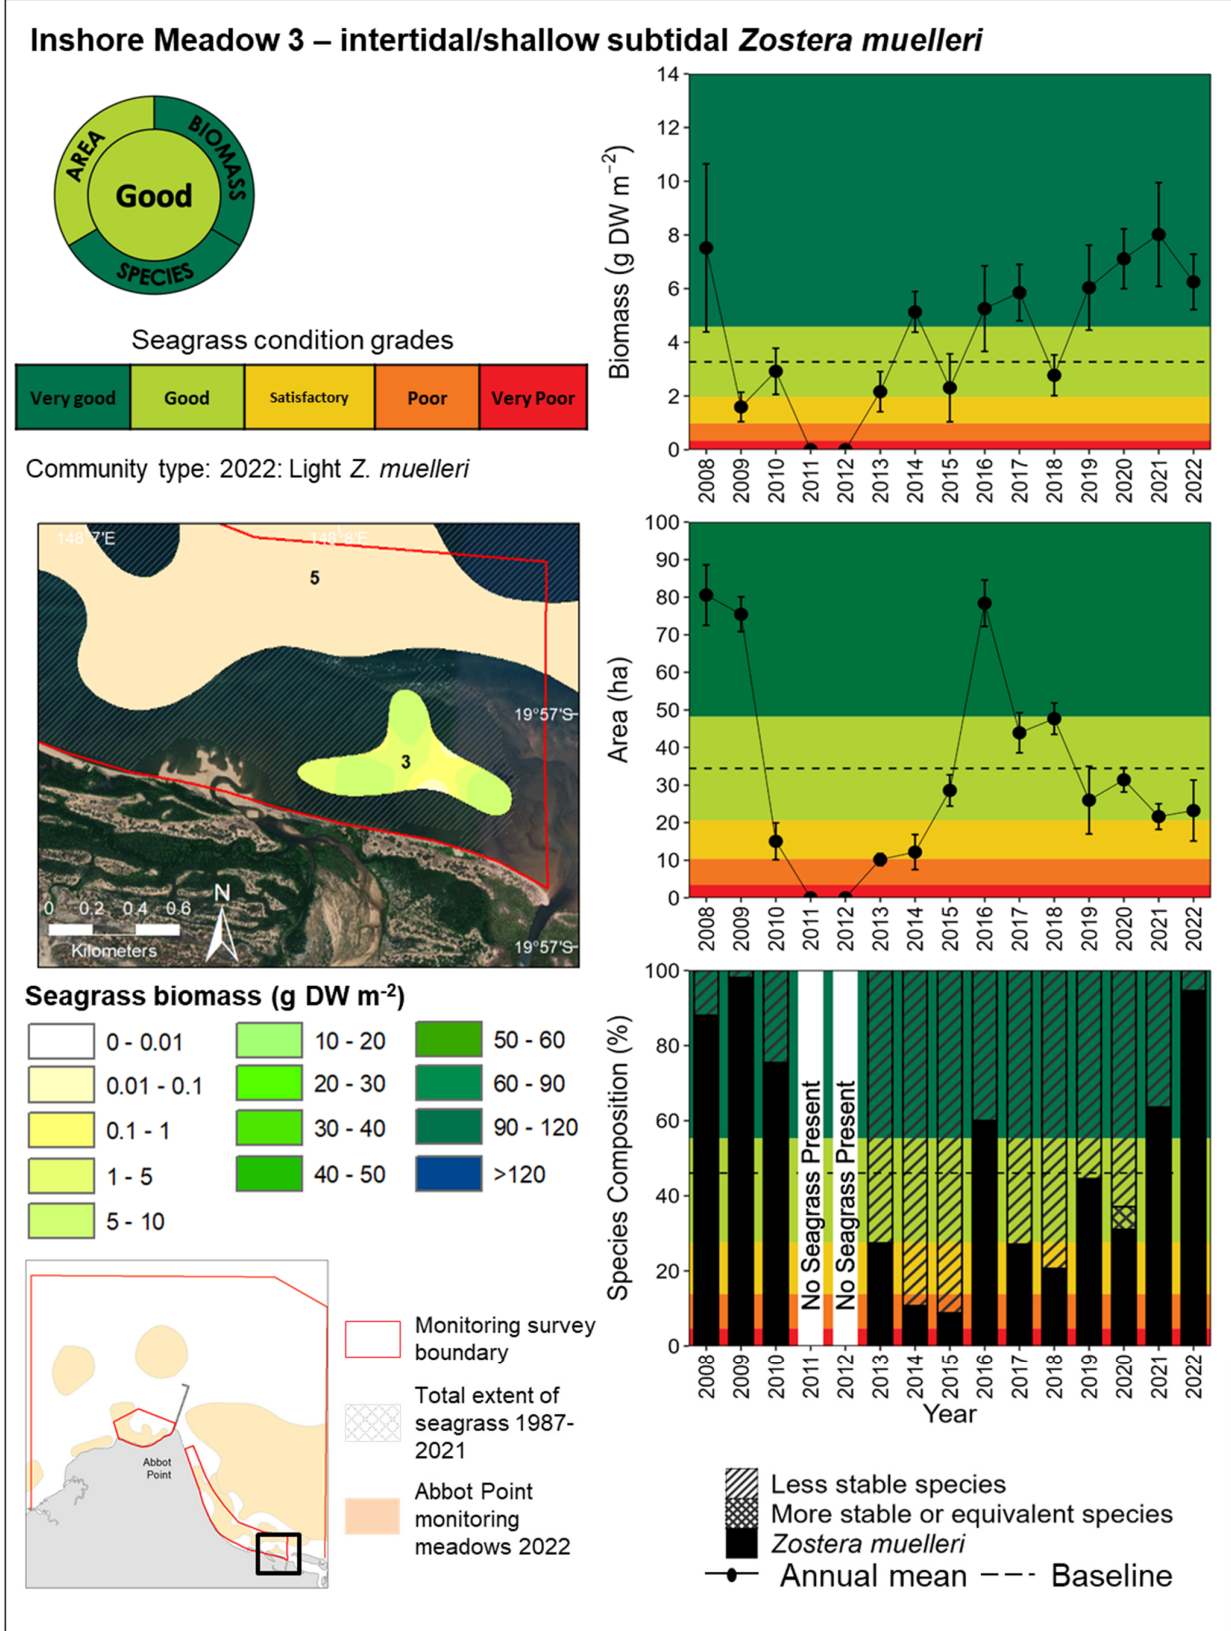 Inshore Meadow 3 – intertidal/shallow subtidal Zostera muelleri
AREA
BIOMASS
Good
SPECIES
Seagrass condition grades
Very good Good Satisfactory Poor Very Poor
Community type: 2022: Light Z. muelleri
148°7'E 148°8'E
5
19°57'S
3
N
0 0.2 0.4 0.6
Kilometers
19°57'S
Seagrass biomass (g DW m-2)
0 - 0.01
0.01 - 0.1
0.1 - 1
1 - 5
5 - 10
10 - 20
20 - 30
30 - 40
40 - 50
50 - 60
60 - 90
90 - 120
>120
Abbot
Point
Monitoring survey
boundary
Total extent of
seagrass 1987-
2021
Abbot Point
monitoring
meadows 2022
Biomass (g DW m−2)
14
12
10
8
6
4
2
0
2008 2009 2010 2011 2012 2013 2014 2015 2016 2017 2018 2019 2020 2021 2022
Area (ha)
100
90
80
70
60
50
40
30
20
10
0
2008 2009 2010 2011 2012 2013 2014 2015 2016 2017 2018 2019 2020 2021 2022
Species Composition (%)
100
80
60
40
20
0
No Seagrass Present
No Seagrass Present
2008 2009 2010 2011 2012 2013 2014 2015 2016 2017 2018 2019 2020 2021 2022
Year
Less stable species
More stable or equivalent species
Zostera muelleri
Annual mean Baseline